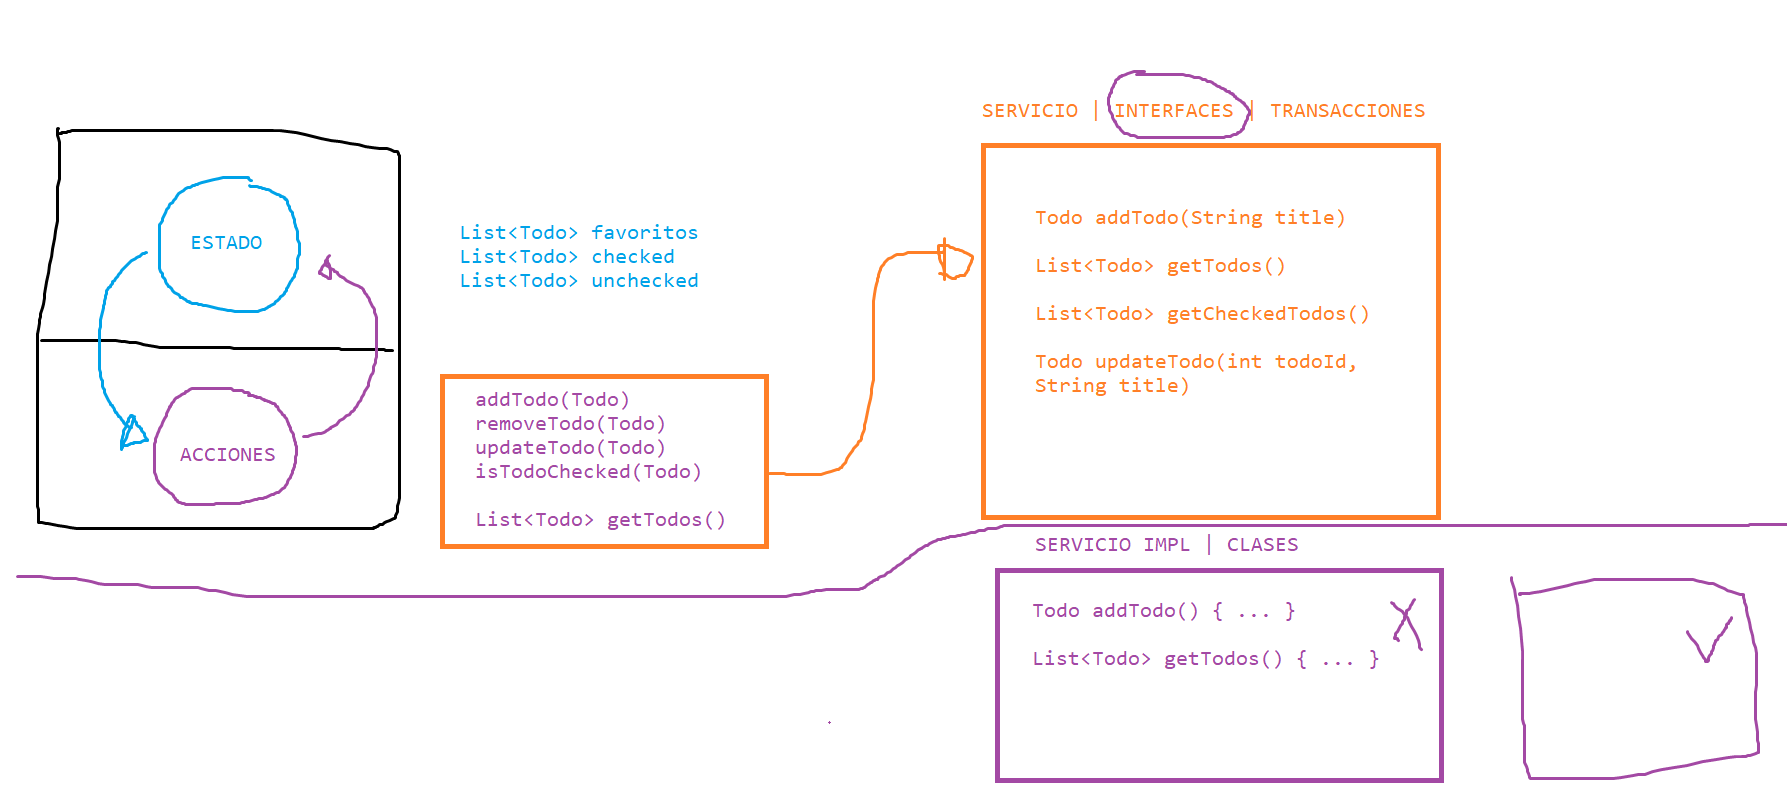 SERVICIO | INTERFACES | TRANSACCIONES
ESTADO
ACCIONES
List<Todo> favoritos
List<Todo> checked
List<Todo> unchecked
addTodo(Todo)
removeTodo(Todo)
updateTodo(Todo)
isTodoChecked(Todo)
List<Todo> getTodos()
Todo addTodo(String title)
List<Todo> getTodos()
List<Todo> getCheckedTodos()
Todo updateTodo(int todoId,
String title)
SERVICIO IMPL | CLASES
Todo addTodo() { ... }
List<Todo> getTodos() { ... }